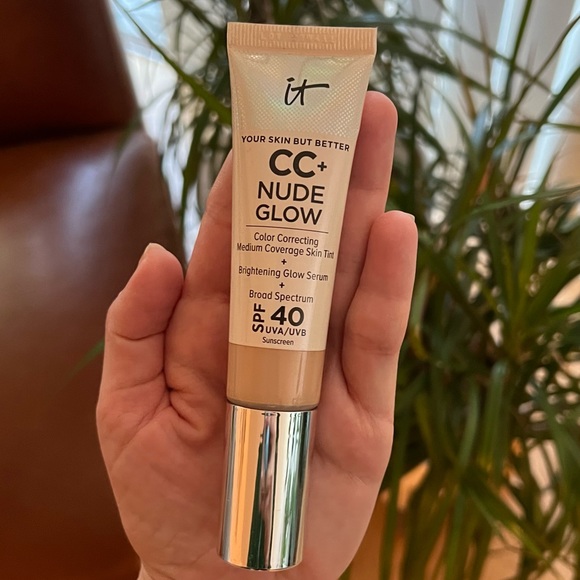 it
YOUR SKIN BUT BETTER
CC+
NUDE
GLOW
Color Correcting
Medium Coverage Skin Tint
+
Brightening Glow Serum
+
Broad Spectrum
SPF 40
UVA/UVB
Sunscreen